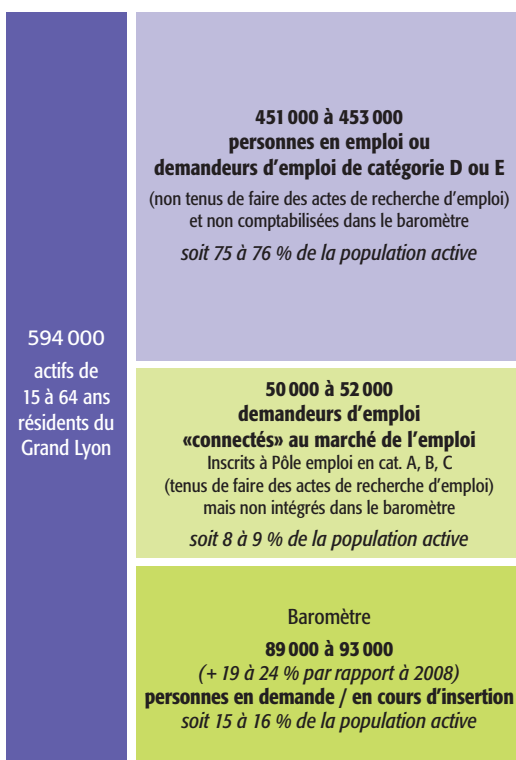 594 000
actifs de
15 à 64 ans
résidents du
Grand Lyon
451 000 à 453 000
personnes en emploi ou
demandeurs d'emploi de catégorie D ou E
(non tenus de faire des actes de recherche d'emploi)
et non comptabilisées dans le baromètre
soit 75 à 76 % de la population active
50 000 à 52 000
demandeurs d'emploi
«connectés» au marché de l'emploi
Inscrits à Pôle emploi en cat. A, B, C
(tenus de faire des actes de recherche d'emploi)
mais non intégrés dans le baromètre
soit 8 à 9 % de la population active
Baromètre
89 000 à 93 000
(+ 19 à 24 % par rapport à 2008)
personnes en demande / en cours d'insertion
soit 15 à 16 % de la population active